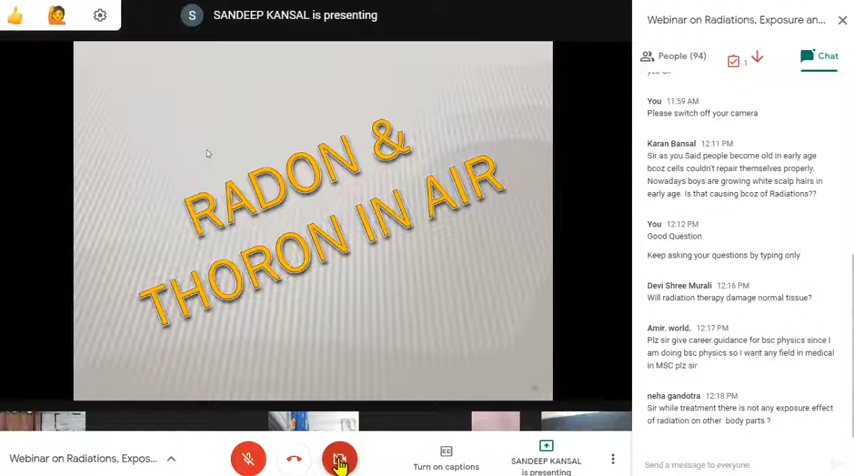 S SANDEEP KANSAL is presenting
RADON &
THORON IN AIR
Webinar on Radiations, Expos...
Turn on captions
SANDEEP KANSAL
is presenting
Webinar on Radiations, Exposure an...
People (94)
1
Chat
You 11:59 AM
Please switch off your camera
Karan Bansal 12:11 PM
Sir as you Said people become old in early age
bcoz cells couldn't repair themselves properly.
Nowadays boys are growing white scalp hairs in
early age. Is that causing bcoz of Radiations??
You 12:12 PM
Good Question
Keep asking your questions by typing only
Devi Shree Murali 12:16 PM
Will radiation therapy damage normal tissue?
Amir. world. 12:17 PM
Plz sir give career guidance for bsc physics since I
am doing bsc physics so I want any field in medical
in MSC plz sir
neha gandotra 12:18 PM
Sir while treatment there is not any exposure effect
of radiation on other body parts ?
Send a message to everyone